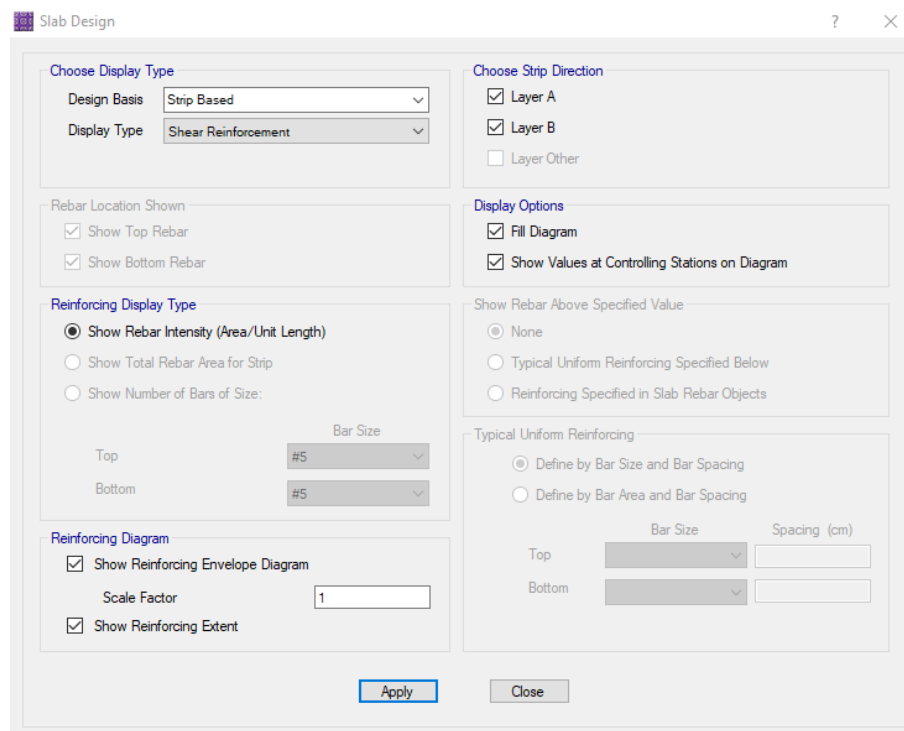 Slab Design
Choose Display Type
Design Basis Strip Based
Display Type Shear Reinforcement
Rebar Location Shown
Show Top Rebar
Show Bottom Rebar
Reinforcing Display Type
Show Rebar Intensity (Area/Unit Length)
Show Total Rebar Area for Strip
Show Number of Bars of Size:
Bar Size
Top #5
Bottom #5
Reinforcing Diagram
Show Reinforcing Envelope Diagram
Scale Factor 1
Show Reinforcing Extent
Choose Strip Direction
Layer A
Layer B
Layer Other
Display Options
Fill Diagram
Show Values at Controlling Stations on Diagram
Show Rebar Above Specified Value
None
Typical Uniform Reinforcing Specified Below
Reinforcing Specified in Slab Rebar Objects
Typical Uniform Reinforcing
Define by Bar Size and Bar Spacing
Define by Bar Area and Bar Spacing
Bar Size Spacing (cm)
Top
Bottom
Apply Close